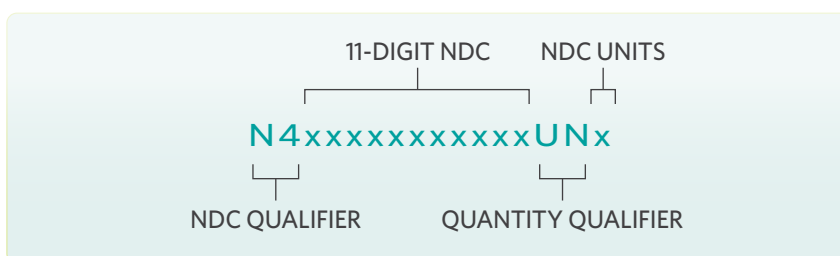 11-DIGIT NDC NDC UNITS
N4xxxxxxxxxxxUNx
NDC QUALIFIER QUANTITY QUALIFIER